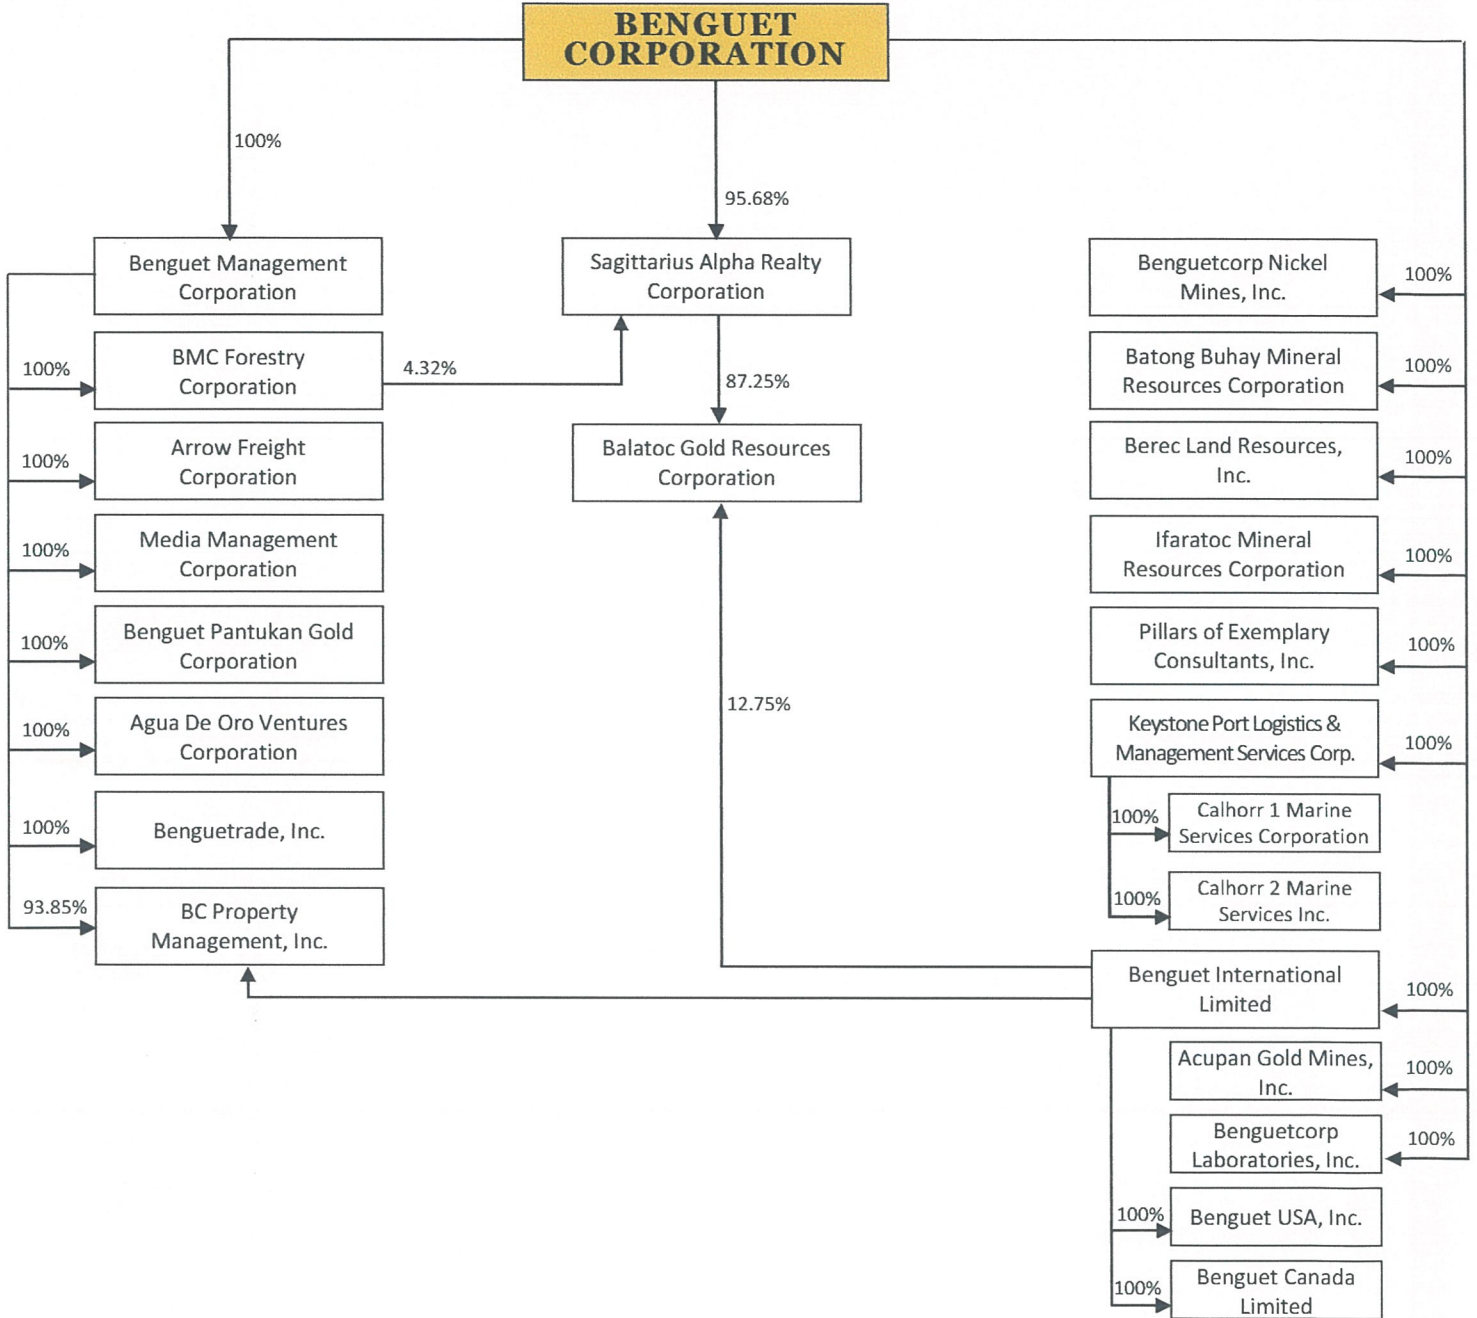 BENGUET
CORPORATION
100%
95.68%
Benguet Management
Corporation
100%
BMC Forestry
Corporation
4.32%
100%
Arrow Freight
Corporation
100%
Media Management
Corporation
100%
Benguet Pantukan Gold
Corporation
100%
Agua De Oro Ventures
Corporation
100%
Benguetrade, Inc.
93.85%
BC Property
Management, Inc.
Sagittarius Alpha Realty
Corporation
87.25%
Balatoc Gold Resources
Corporation
12.75%
Benguetcorp Nickel
Mines, Inc.
100%
Batong Buhay Mineral
Resources Corporation
100%
Berec Land Resources,
Inc.
100%
Ifaratoc Mineral
Resources Corporation
100%
Pillars of Exemplary
Consultants, Inc.
100%
Keystone Port Logistics &
Management Services Corp.
100%
100%
Calhorr 1 Marine
Services Corporation
100%
Calhorr 2 Marine
Services Inc.
Benguet International
Limited
100%
Acupan Gold Mines,
Inc.
100%
Benguetcorp
Laboratories, Inc.
100%
100%
Benguet USA, Inc.
100%
Benguet Canada
Limited